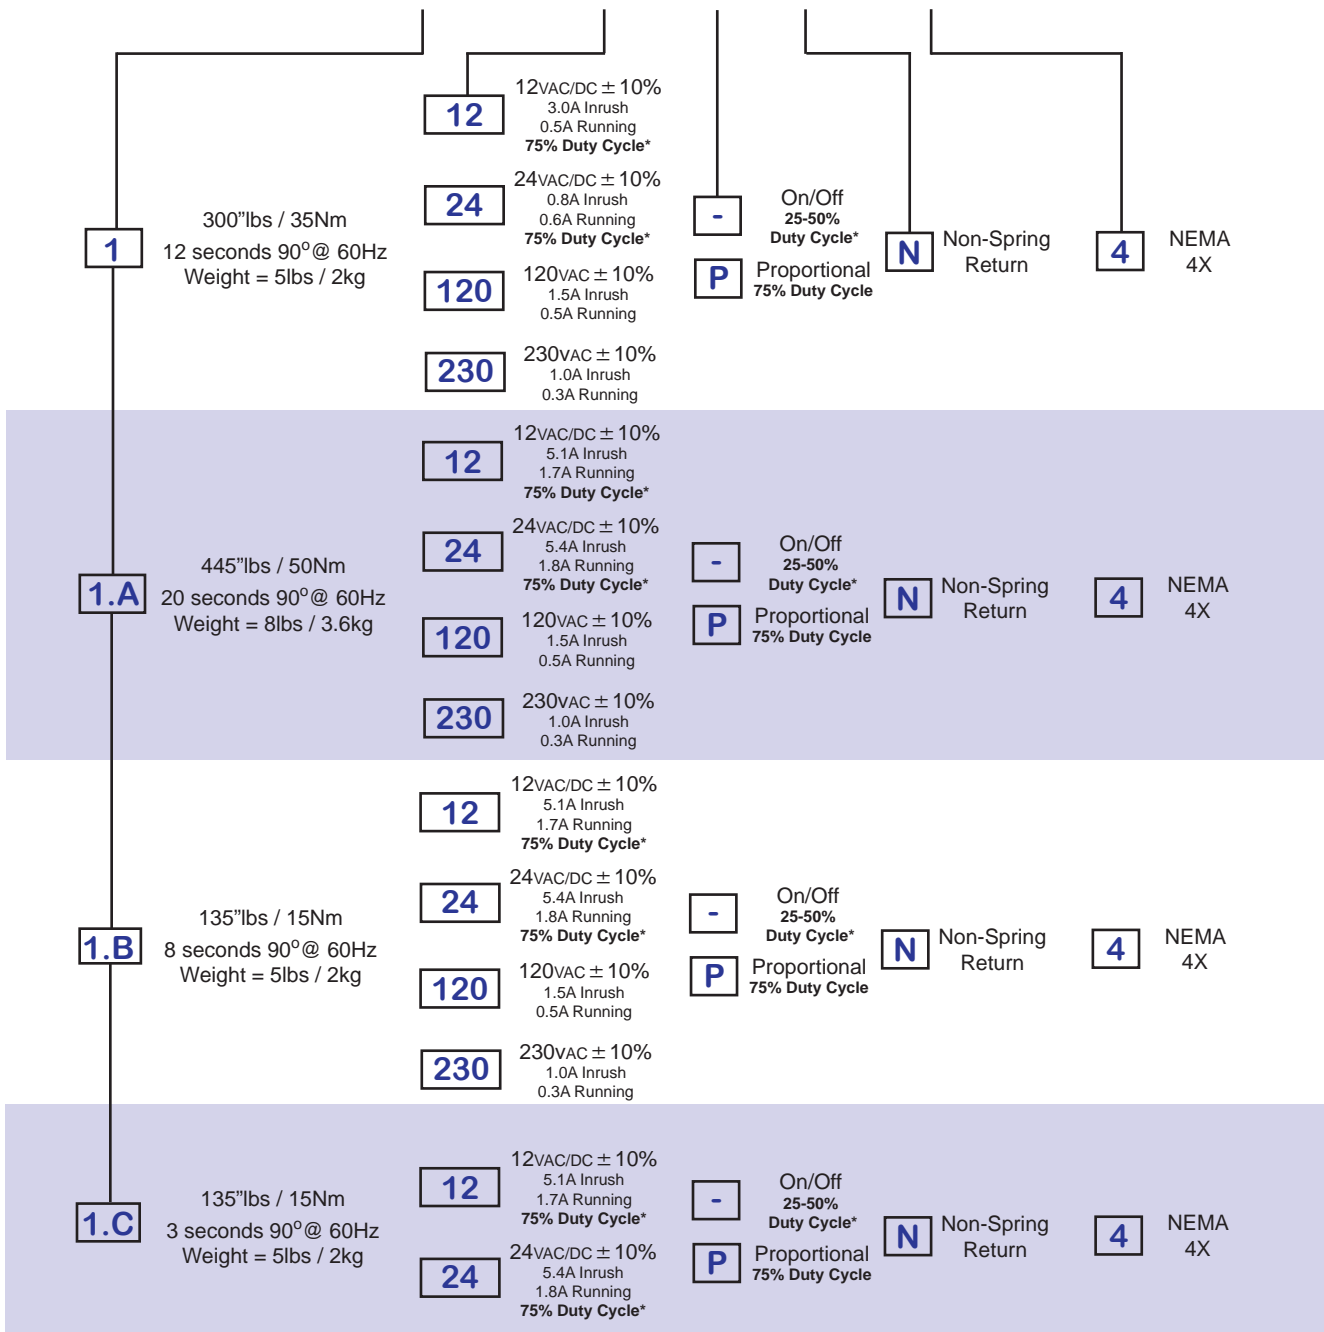 1
300"lbs / 35Nm
12 seconds 90o@ 60Hz
Weight = 5lbs / 2kg
12
12VAC/DC ± 10%
3.0A Inrush
0.5A Running
75% Duty Cycle*
24
24VAC/DC ± 10%
0.8A Inrush
0.6A Running
75% Duty Cycle*
120
120VAC ± 10%
1.5A Inrush
0.5A Running
230
230VAC ± 10%
1.0A Inrush
0.3A Running
-
On/Off
25-50%
Duty Cycle*
P
Proportional
75% Duty Cycle
N
Non-Spring
Return
4
NEMA
4X
1.A
445"lbs / 50Nm
20 seconds 90o@ 60Hz
Weight = 8lbs / 3.6kg
12
12VAC/DC ± 10%
5.1A Inrush
1.7A Running
75% Duty Cycle*
24
24VAC/DC ± 10%
5.4A Inrush
1.8A Running
75% Duty Cycle*
120
120VAC ± 10%
1.5A Inrush
0.5A Running
230
230VAC ± 10%
1.0A Inrush
0.3A Running
-
On/Off
25-50%
Duty Cycle*
P
Proportional
75% Duty Cycle
N
Non-Spring
Return
4
NEMA
4X
1.B
135"lbs / 15Nm
8 seconds 90o@ 60Hz
Weight = 5lbs / 2kg
12
12VAC/DC ± 10%
5.1A Inrush
1.7A Running
75% Duty Cycle*
24
24VAC/DC ± 10%
5.4A Inrush
1.8A Running
75% Duty Cycle*
120
120VAC ± 10%
1.5A Inrush
0.5A Running
230
230VAC ± 10%
1.0A Inrush
0.3A Running
-
On/Off
25-50%
Duty Cycle*
P
Proportional
75% Duty Cycle
N
Non-Spring
Return
4
NEMA
4X
1.C
135"lbs / 15Nm
3 seconds 90o@ 60Hz
Weight = 5lbs / 2kg
12
12VAC/DC ± 10%
5.1A Inrush
1.7A Running
75% Duty Cycle*
24
24VAC/DC ± 10%
5.4A Inrush
1.8A Running
75% Duty Cycle*
-
On/Off
25-50%
Duty Cycle*
P
Proportional
75% Duty Cycle
N
Non-Spring
Return
4
NEMA
4X